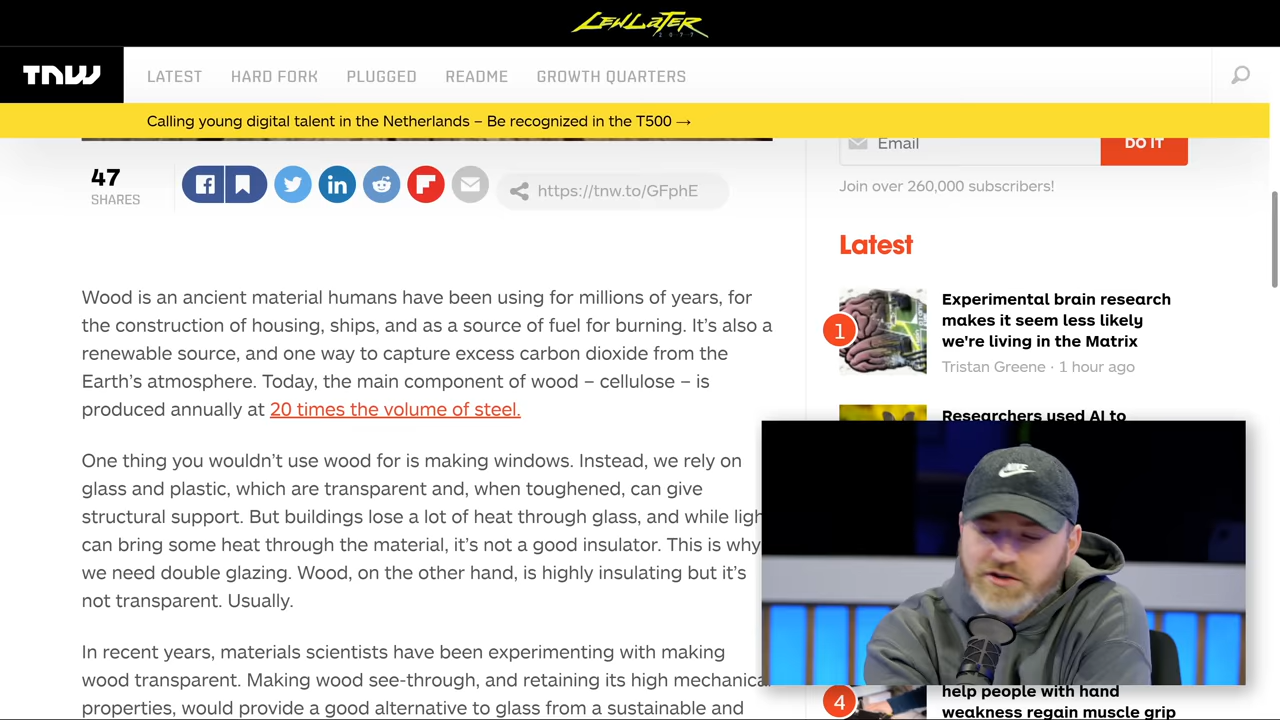 LEWLATER
2077
TNW
LATEST
HARD FORK
PLUGGED
README
GROWTH QUARTERS
Calling young digital talent in the Netherlands – Be recognized in the T500 →
47
SHARES
https://tnw.to/GFphE
Wood is an ancient material humans have been using for millions of years, for
the construction of housing, ships, and as a source of fuel for burning. It’s also a
renewable source, and one way to capture excess carbon dioxide from the
Earth’s atmosphere. Today, the main component of wood – cellulose – is
produced annually at 20 times the volume of steel.
One thing you wouldn’t use wood for is making windows. Instead, we rely on
glass and plastic, which are transparent and, when toughened, can give
structural support. But buildings lose a lot of heat through glass, and while ligh
can bring some heat through the material, it’s not a good insulator. This is why
we need double glazing. Wood, on the other hand, is highly insulating but it’s
not transparent. Usually.
In recent years, materials scientists have been experimenting with making
wood transparent. Making wood see-through, and retaining its high mechanica
properties, would provide a good alternative to glass from a sustainable and
Email
DO IT
Join over 260,000 subscribers!
Latest
1
Experimental brain research
makes it seem less likely
we're living in the Matrix
Tristan Greene · 1 hour ago
Researchers used AI to
4
help people with hand
weakness regain muscle grip